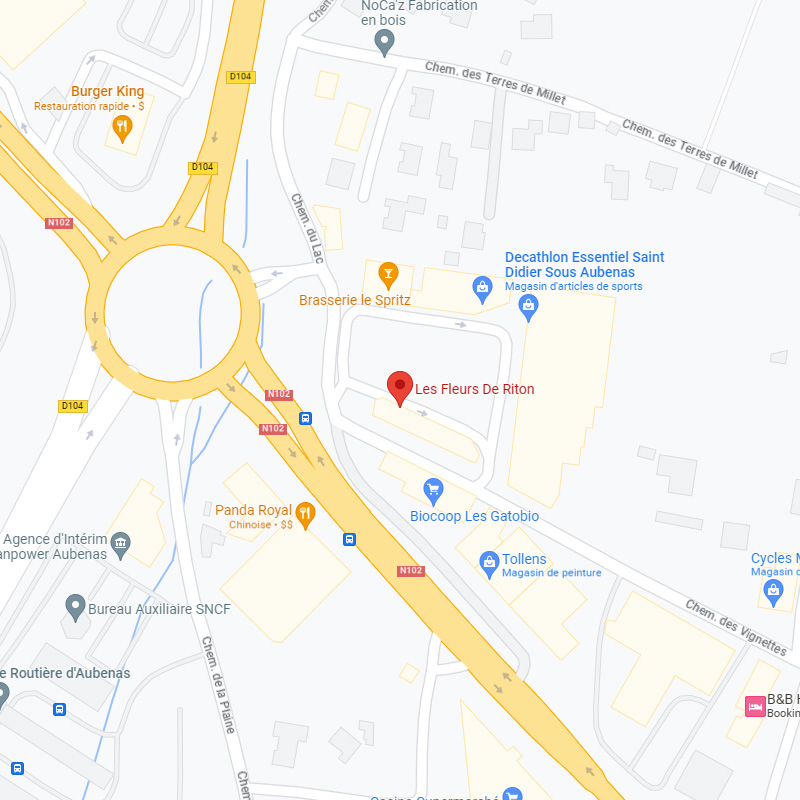 Chem.
NoCa'z Fabrication
en bois
Chem. des Terres de Millet
D104
Burger King
Restauration rapide • $
Chem. des Terres de Millet
D104
N102
Chem. du Lac
Decathlon Essentiel Saint
Didier Sous Aubenas
Magasin d'articles de sports
Brasserie le Spritz
Les Fleurs De Riton
N102
D104
N102
Panda Royal
Chinoise • $$
Biocoop Les Gatobio
Agence d'Intérim
anpower Aubenas
Tollens
Magasin de peinture
N102
Cycles M
Magasin d
Bureau Auxiliaire SNCF
Chem. des Vignettes
Chem. de la Plaine
e Routière d'Aubenas
B&B H
Bookin
Chem.
Casino Supermarché